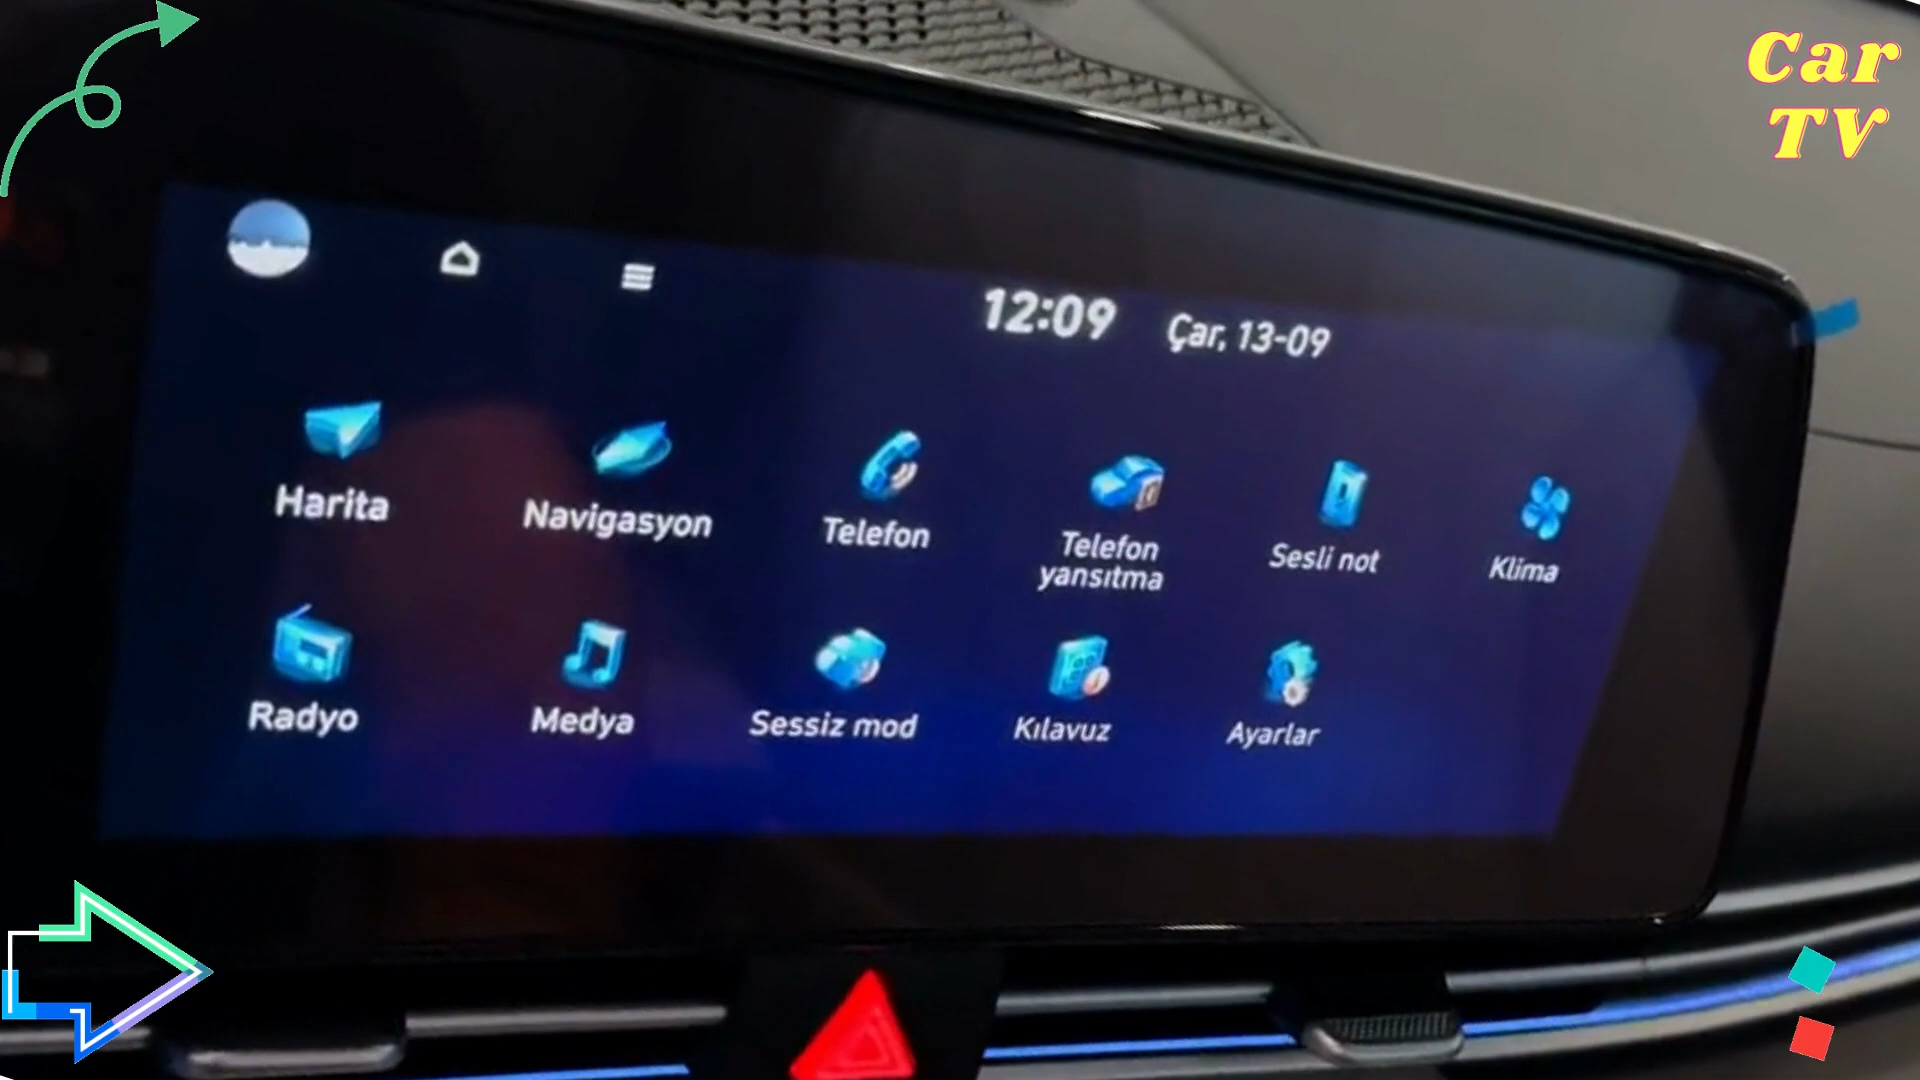 Car
TV
12:09 Çar, 13-09
Harita
Navigasyon
Telefon
Telefon
yansıtma
Sesli not
Klima
Radyo
Medya
Sessiz mod
Kılavuz
Ayarlar